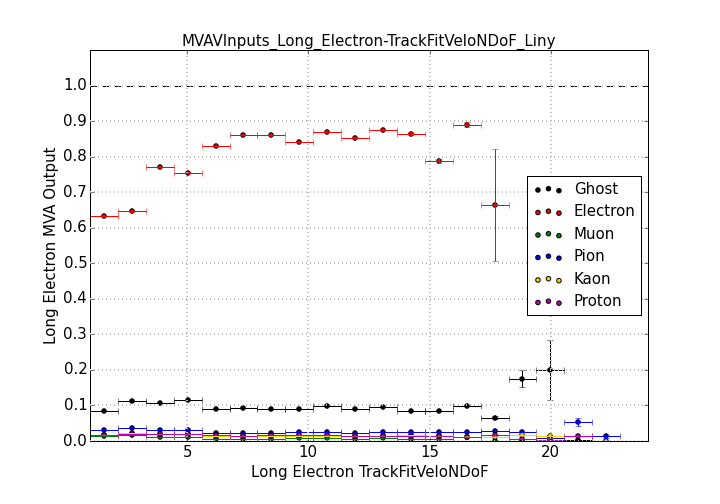 MVAVInputs_Long_Electron-TrackFitVeloNDoF_Liny
1.0
0.9
0.8
0.7
0.6
0.5
0.4
0.3
0.2
0.1
0.0
Long Electron MVA Output
Ghost
Electron
Muon
Pion
Kaon
Proton
5 10 15 20
Long Electron TrackFitVeloNDoF